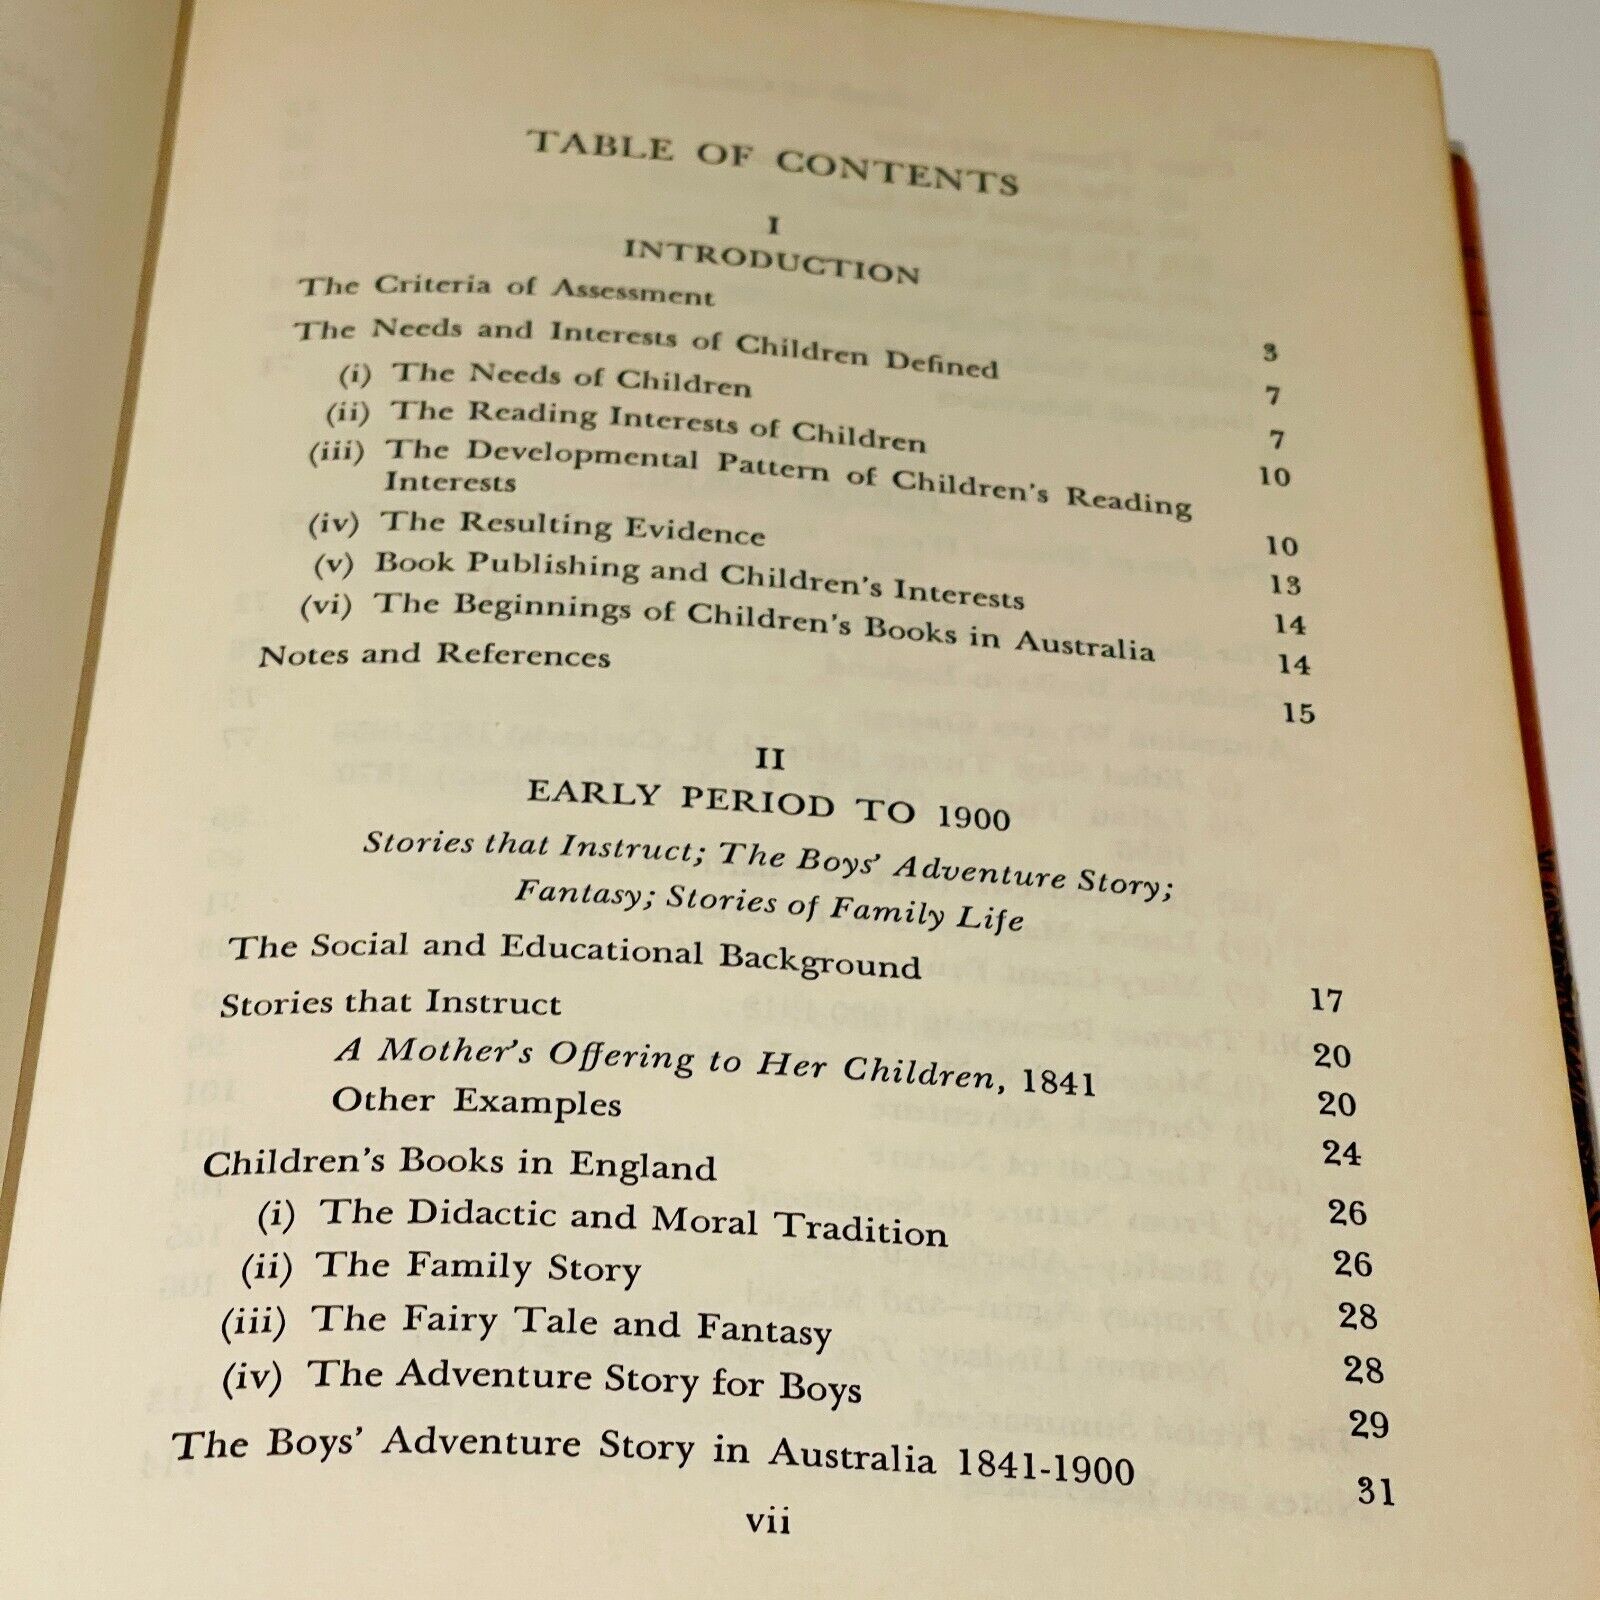 TABLE OF CONTENTS
I
INTRODUCTION
The Criteria of Assessment 3
The Needs and Interests of Children Defined 7
(i) The Needs of Children 7
(ii) The Reading Interests of Children 10
(iii) The Developmental Pattern of Children's Reading
Interests 10
(iv) The Resulting Evidence 13
(v) Book Publishing and Children's Interests 14
(vi) The Beginnings of Children's Books in Australia 14
Notes and References 15
II
EARLY PERIOD TO 1900
Stories that Instruct; The Boys' Adventure Story;
Fantasy; Stories of Family Life
The Social and Educational Background 17
Stories that Instruct 20
A Mother's Offering to Her Children, 1841 20
Other Examples 24
Children's Books in England 26
(i) The Didactic and Moral Tradition 26
(ii) The Family Story 28
(iii) The Fairy Tale and Fantasy 28
(iv) The Adventure Story for Boys 29
The Boys' Adventure Story in Australia 1841-1900 31
vii